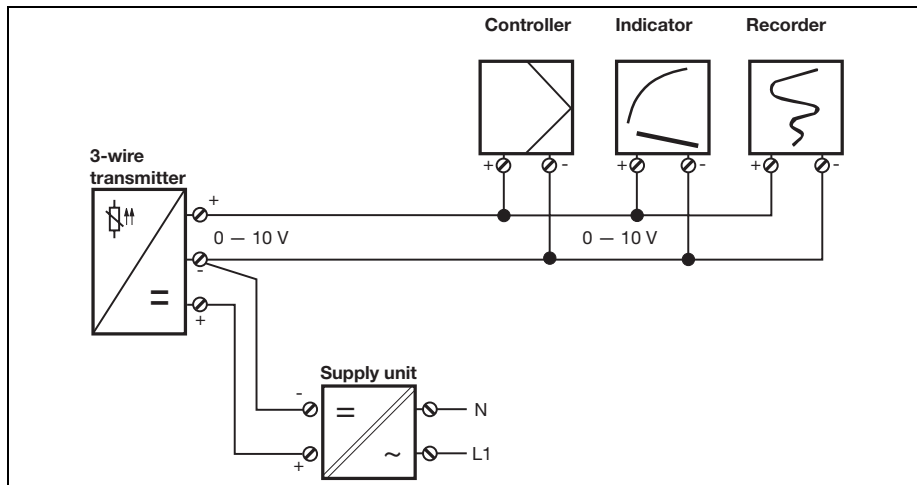 Controller Indicator Recorder
+ - + - + -
3-wire
transmitter
+
0 — 10 V 0 — 10 V
-
=
+
Supply unit
- = N
+ ~ L1